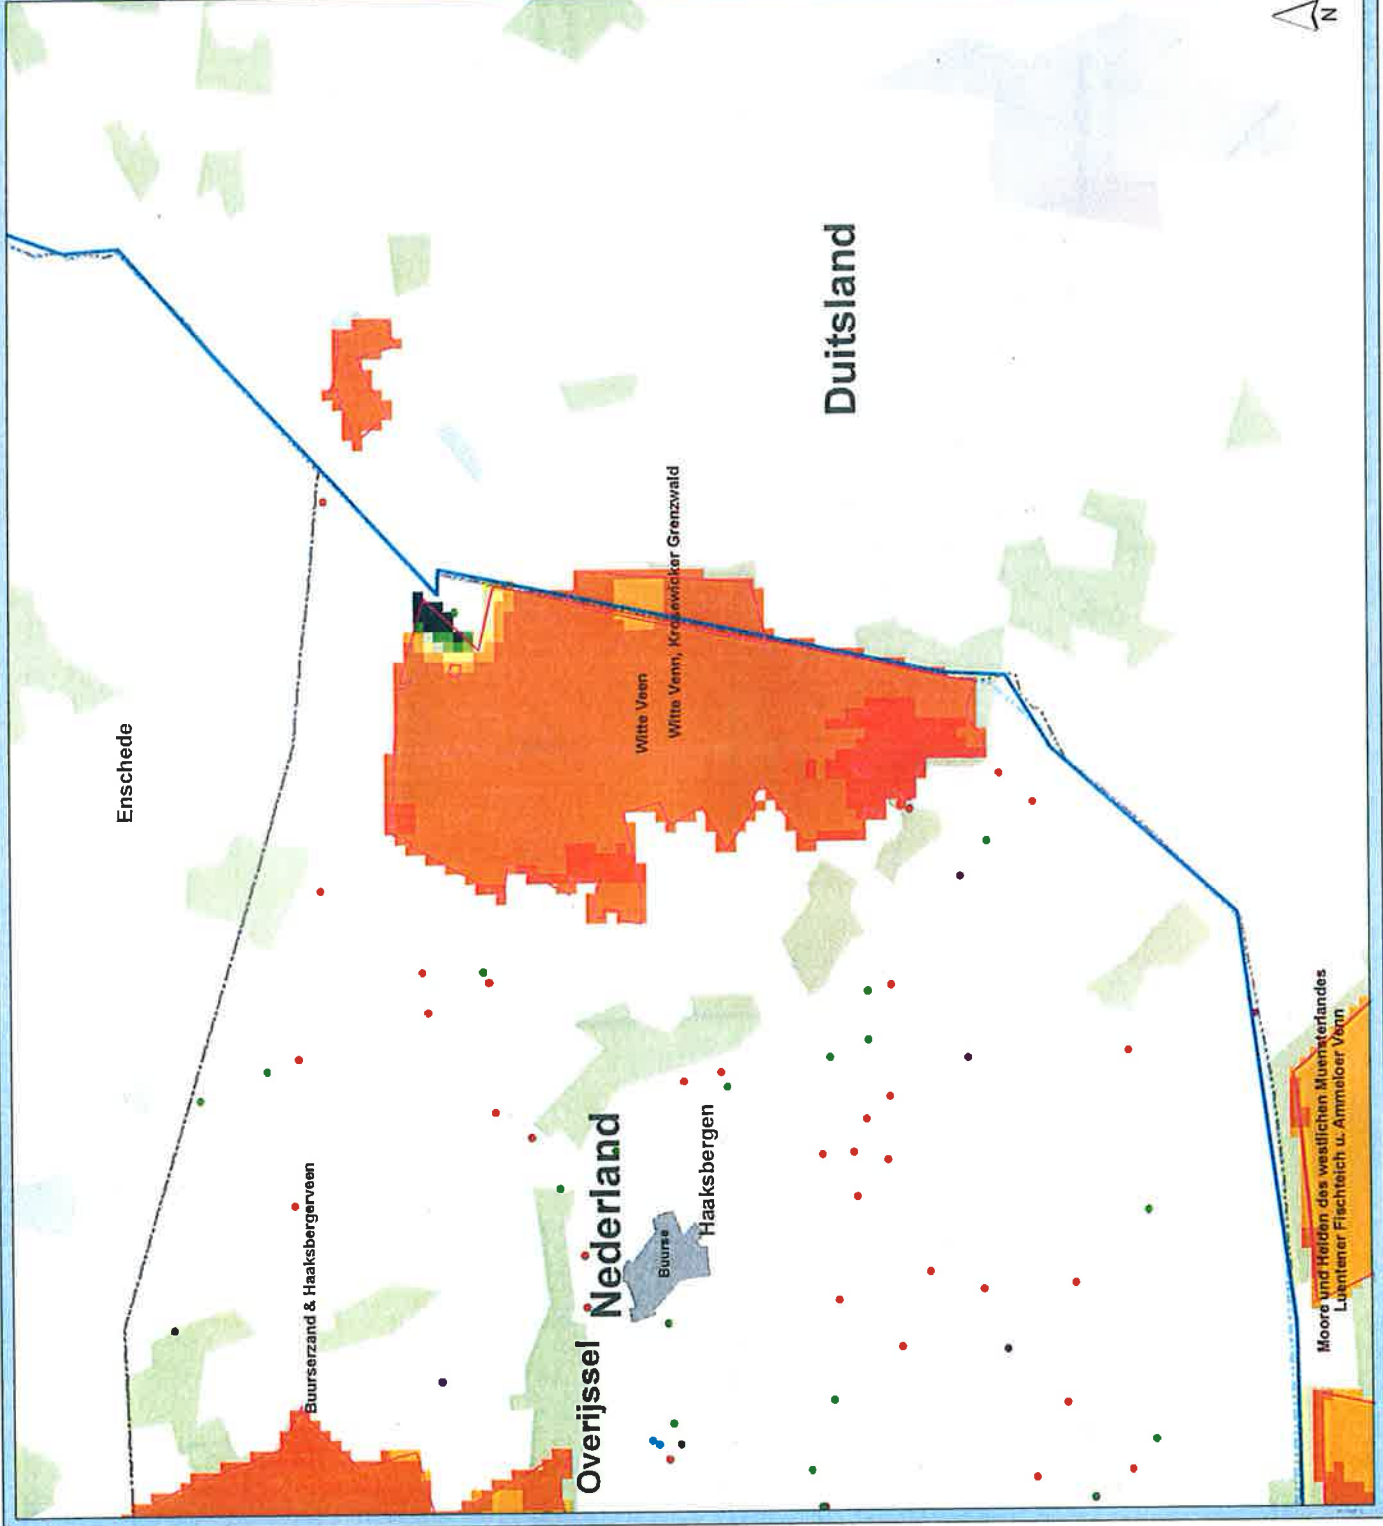 Enschede
Duitsland
Witte Veen
Witte Venn, Krosewicker Grenzwald
Buurserzand & Haaksbergerveen
Overijssel
Nederland
Buurse
Haaksbergen
Moore und Heiden des westlichen Muensterlandes
Luentener Fischteich u. Ammeloer Venn
N